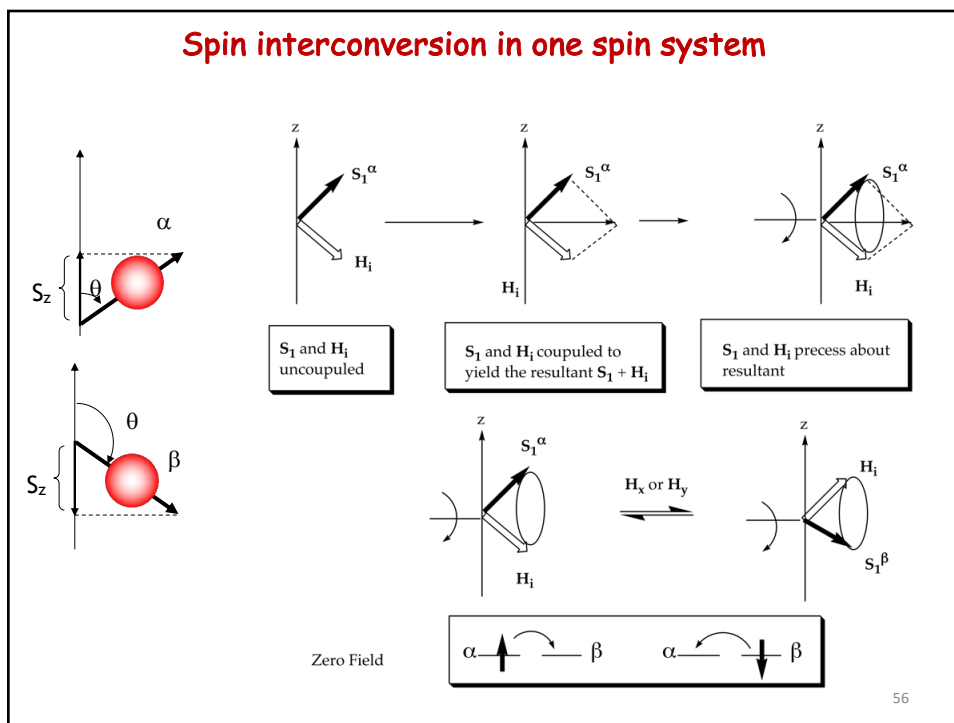 Spin interconversion in one spin system
α
θ
Sz
θ
β
Sz
z
S1α
Hi
z
S1α
Hi
z
S1α
Hi
S1 and Hi
uncoupuled
S1 and Hi coupuled to
yield the resultant S1 + Hi
S1 and Hi precess about
resultant
z
S1α
Hi
Hx or Hy
z
Hi
S1β
Zero Field
α β α β
56